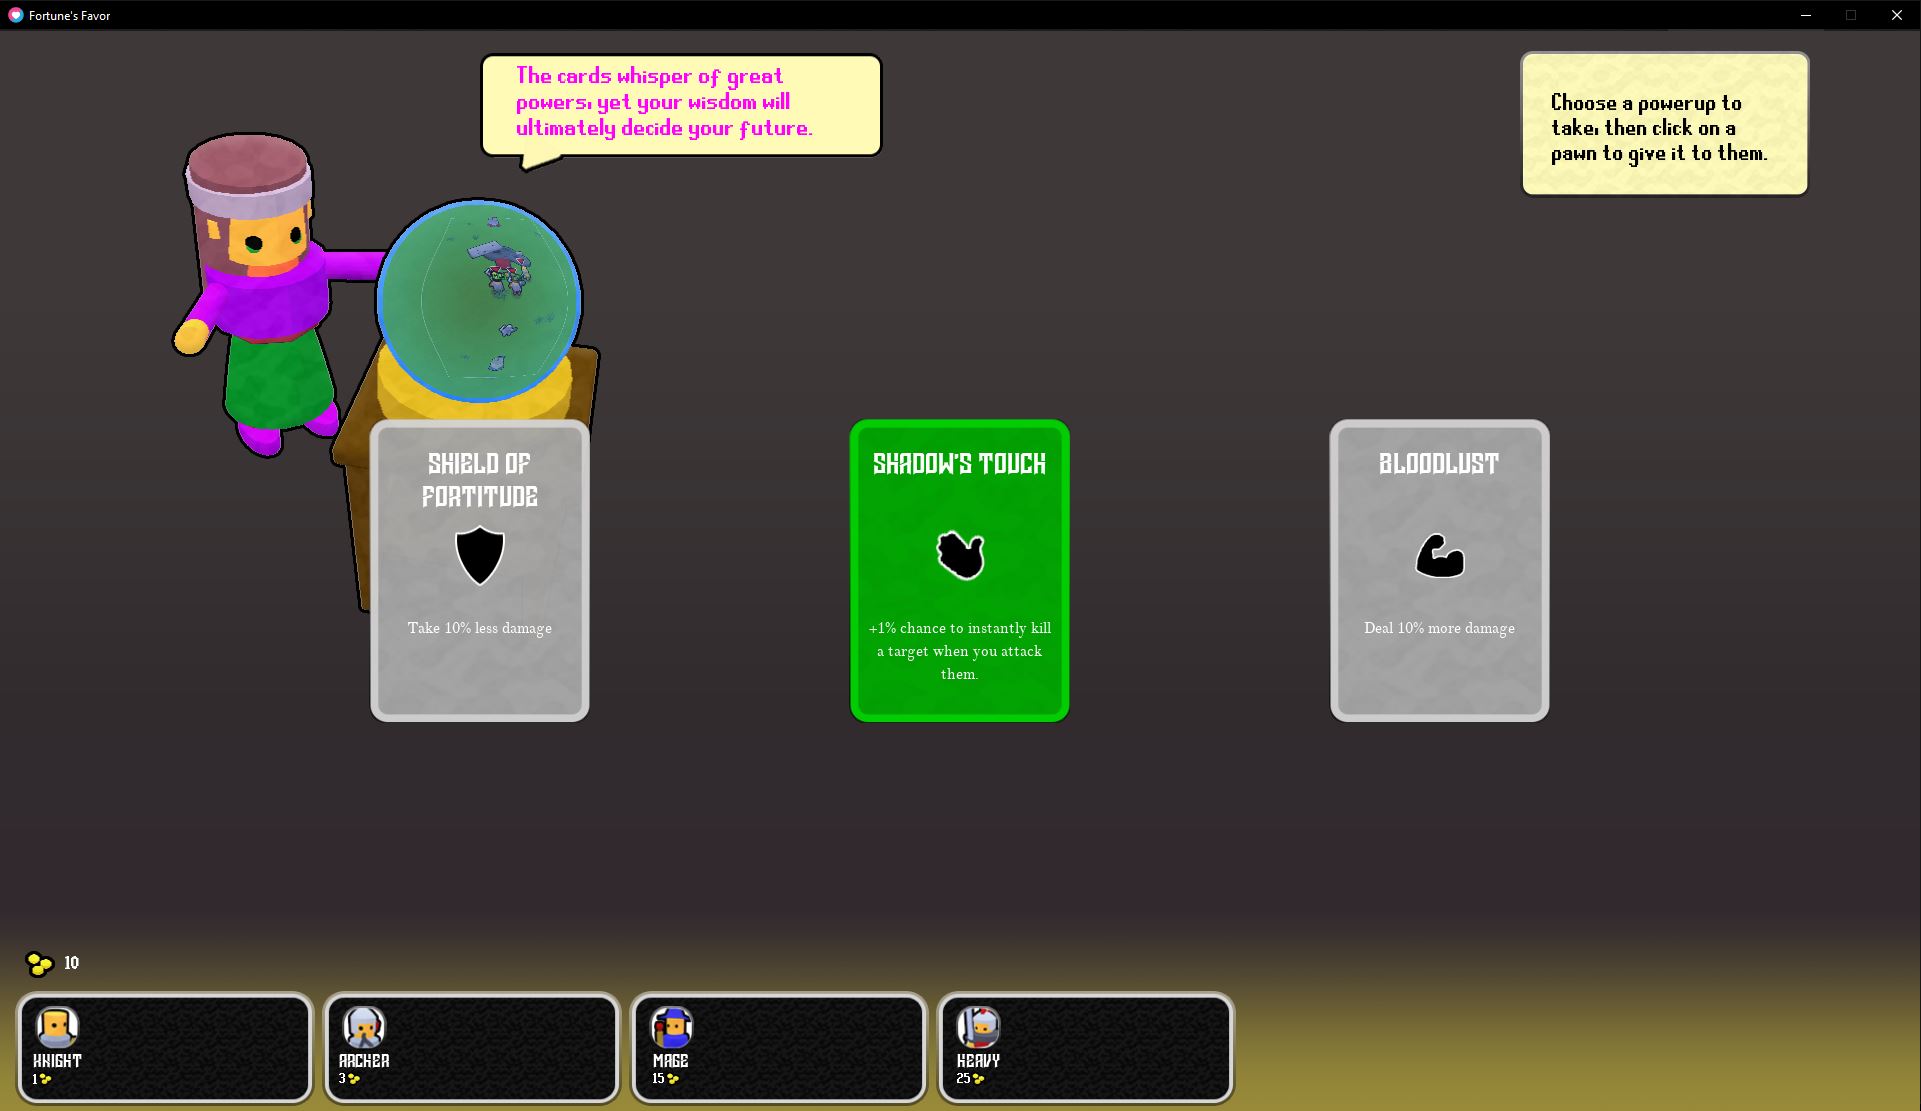 Fortune's Favor
The cards whisper of great
powers, yet your wisdom will
ultimately decide your future.
Choose a powerup to
take, then click on a
pawn to give it to them.
SHIELD OF
FORTITUDE
Take 10% less damage
SHADOW'S TOUCH
+1% chance to instantly kill
a target when you attack
them.
BLOODLUST
Deal 10% more damage
10
KNIGHT
1
ARCHER
3
MAGE
15
HEAVY
25